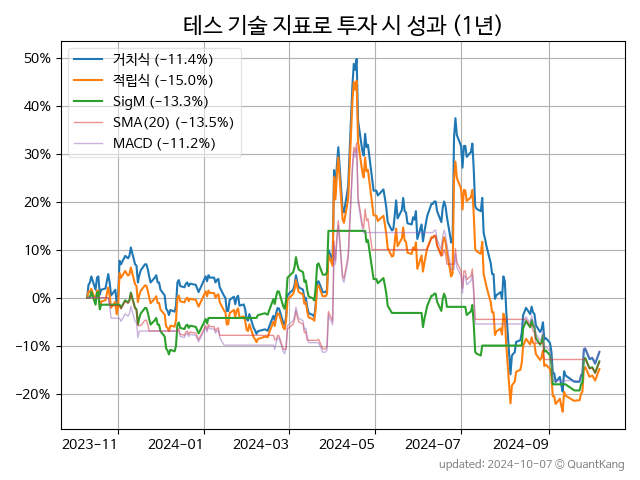 테스 기술 지표로 투자 시 성과 (1년)
50%
40%
30%
20%
10%
0%
−10%
−20%
거치식 (−11.4%)
적립식 (−15.0%)
SigM (−13.3%)
SMA(20) (−13.5%)
MACD (−11.2%)
2023-11
2024-01
2024-03
2024-05
2024-07
2024-09
updated: 2024-10-07 © QuantKang